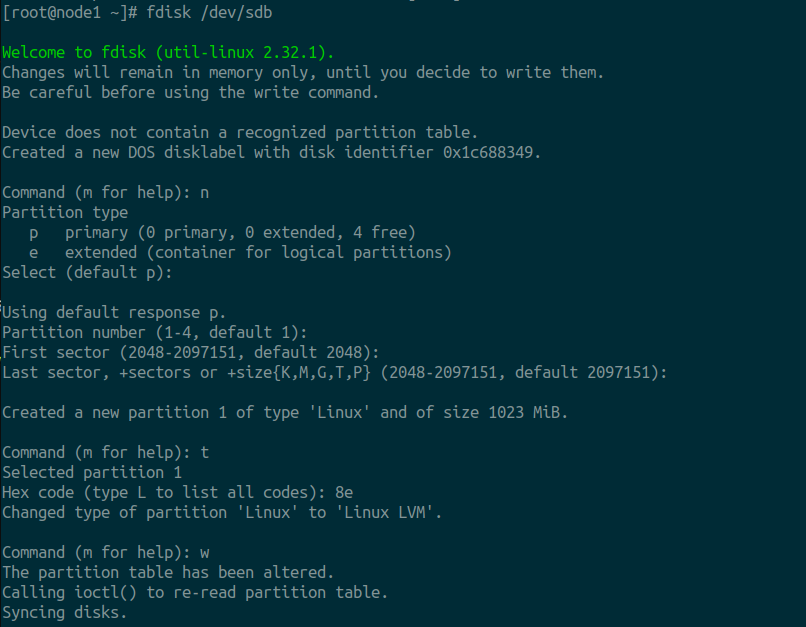 [root@node1 ~]# fdisk /dev/sdb
Welcome to fdisk (util-linux 2.32.1).
Changes will remain in memory only, until you decide to write them.
Be careful before using the write command.
Device does not contain a recognized partition table.
Created a new DOS disklabel with disk identifier 0x1c688349.
Command (m for help): n
Partition type
   p   primary (0 primary, 0 extended, 4 free)
   e   extended (container for logical partitions)
Select (default p):
Using default response p.
Partition number (1-4, default 1):
First sector (2048-2097151, default 2048):
Last sector, +sectors or +size{K,M,G,T,P} (2048-2097151, default 2097151):
Created a new partition 1 of type 'Linux' and of size 1023 MiB.
Command (m for help): t
Selected partition 1
Hex code (type L to list all codes): 8e
Changed type of partition 'Linux' to 'Linux LVM'.
Command (m for help): w
The partition table has been altered.
Calling ioctl() to re-read partition table.
Syncing disks.